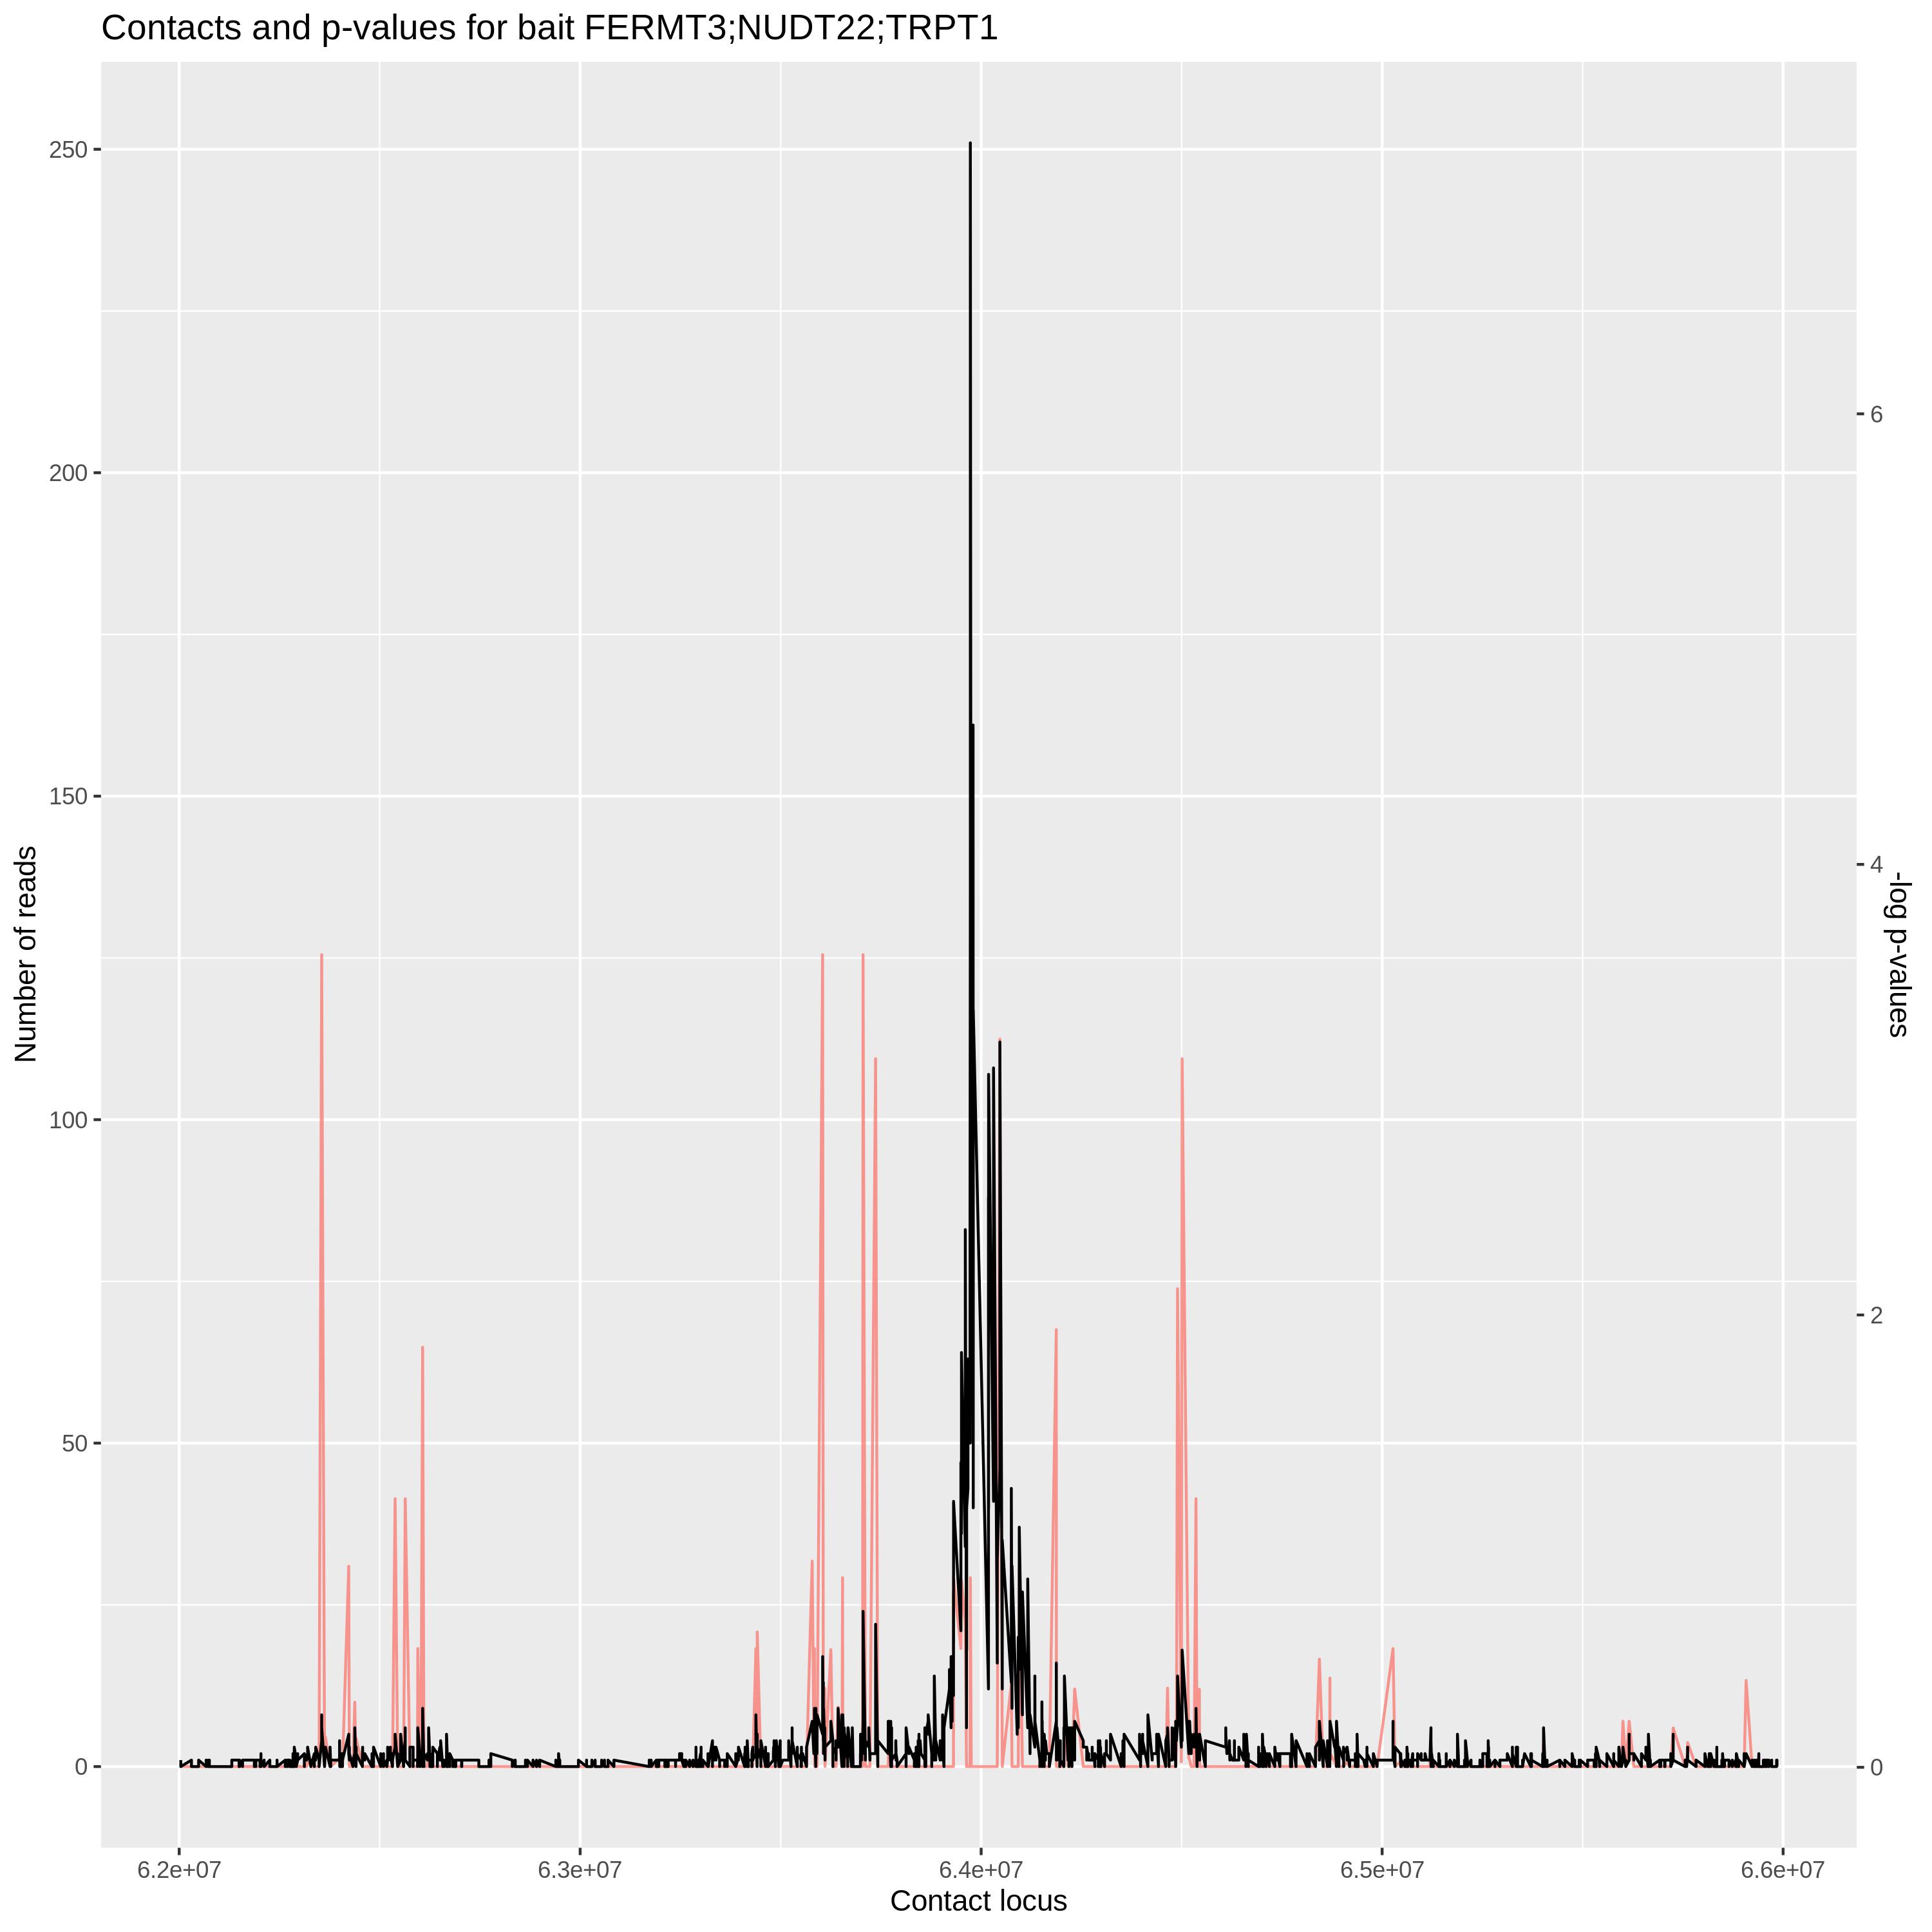 Contacts and p-values for bait FERMT3;NUDT22;TRPT1
250
200
150
100
50
0
Number of reads
6
4
2
0
-log p-values
6.2e+07
6.3e+07
6.4e+07
6.5e+07
6.6e+07
Contact locus